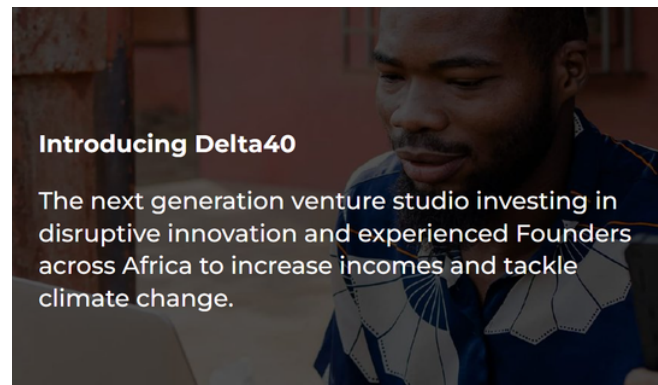 Introducing Delta40
The next generation venture studio investing in
disruptive innovation and experienced Founders
across Africa to increase incomes and tackle
climate change.